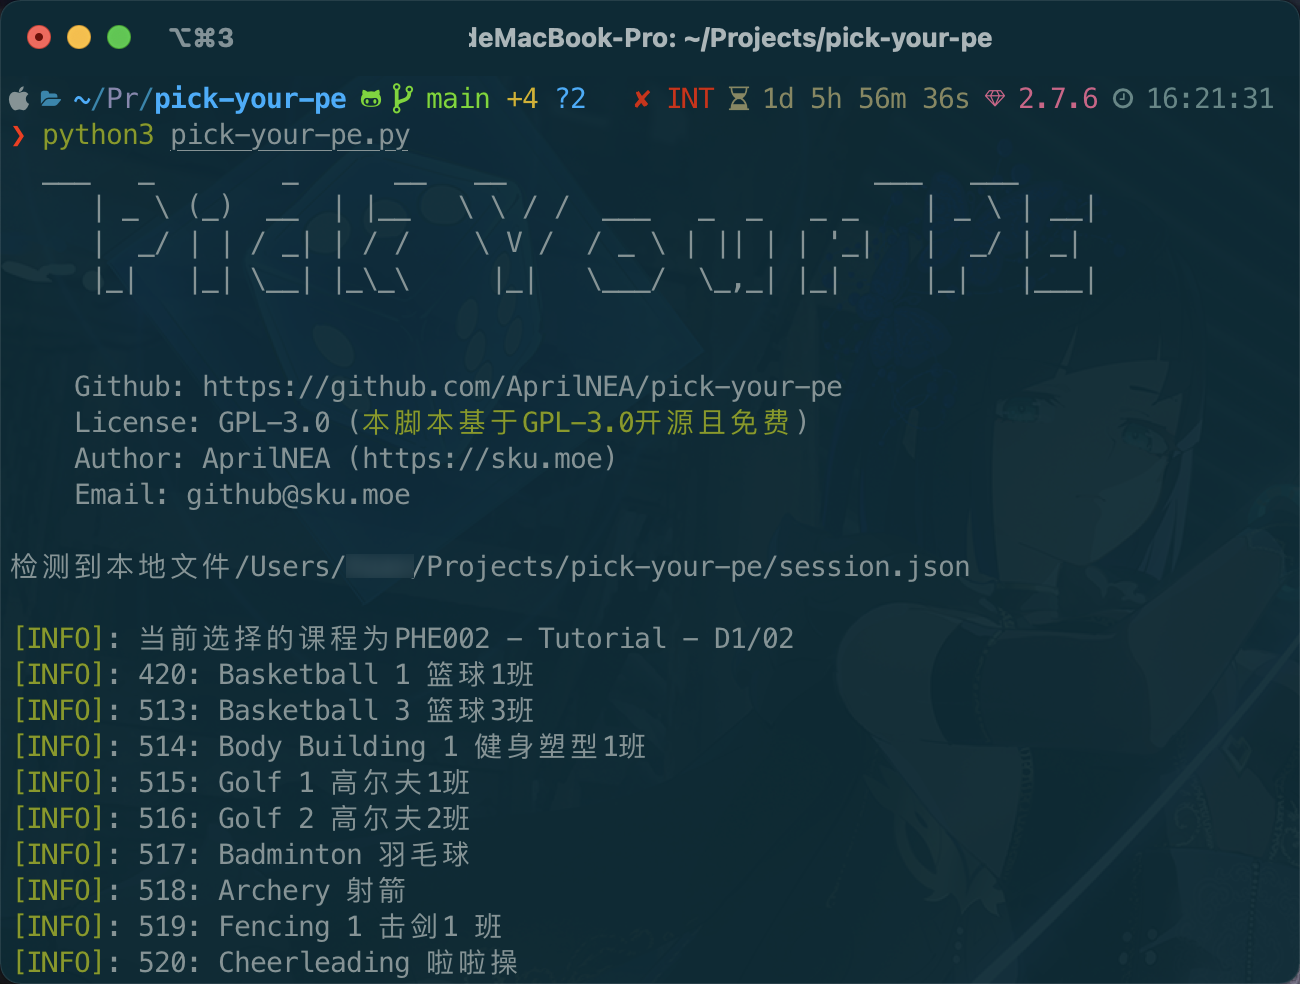 ⌥⌘3 deMacBook-Pro: ~/Projects/pick-your-pe
~/Pr/pick-your-pe main +4 ?2 ✘ INT 1d 5h 56m 36s 2.7.6 16:21:31
❯ python3 pick-your-pe.py
Pick Your PE
Github: https://github.com/AprilNEA/pick-your-pe
License: GPL-3.0 (本脚本基于GPL-3.0开源且免费)
Author: AprilNEA (https://sku.moe)
Email: github@sku.moe
检测到本地文件/Users/ /Projects/pick-your-pe/session.json
[INFO]: 当前选择的课程为PHE002 - Tutorial - D1/02
[INFO]: 420: Basketball 1 篮球1班
[INFO]: 513: Basketball 3 篮球3班
[INFO]: 514: Body Building 1 健身塑型1班
[INFO]: 515: Golf 1 高尔夫1班
[INFO]: 516: Golf 2 高尔夫2班
[INFO]: 517: Badminton 羽毛球
[INFO]: 518: Archery 射箭
[INFO]: 519: Fencing 1 击剑1 班
[INFO]: 520: Cheerleading 啦啦操